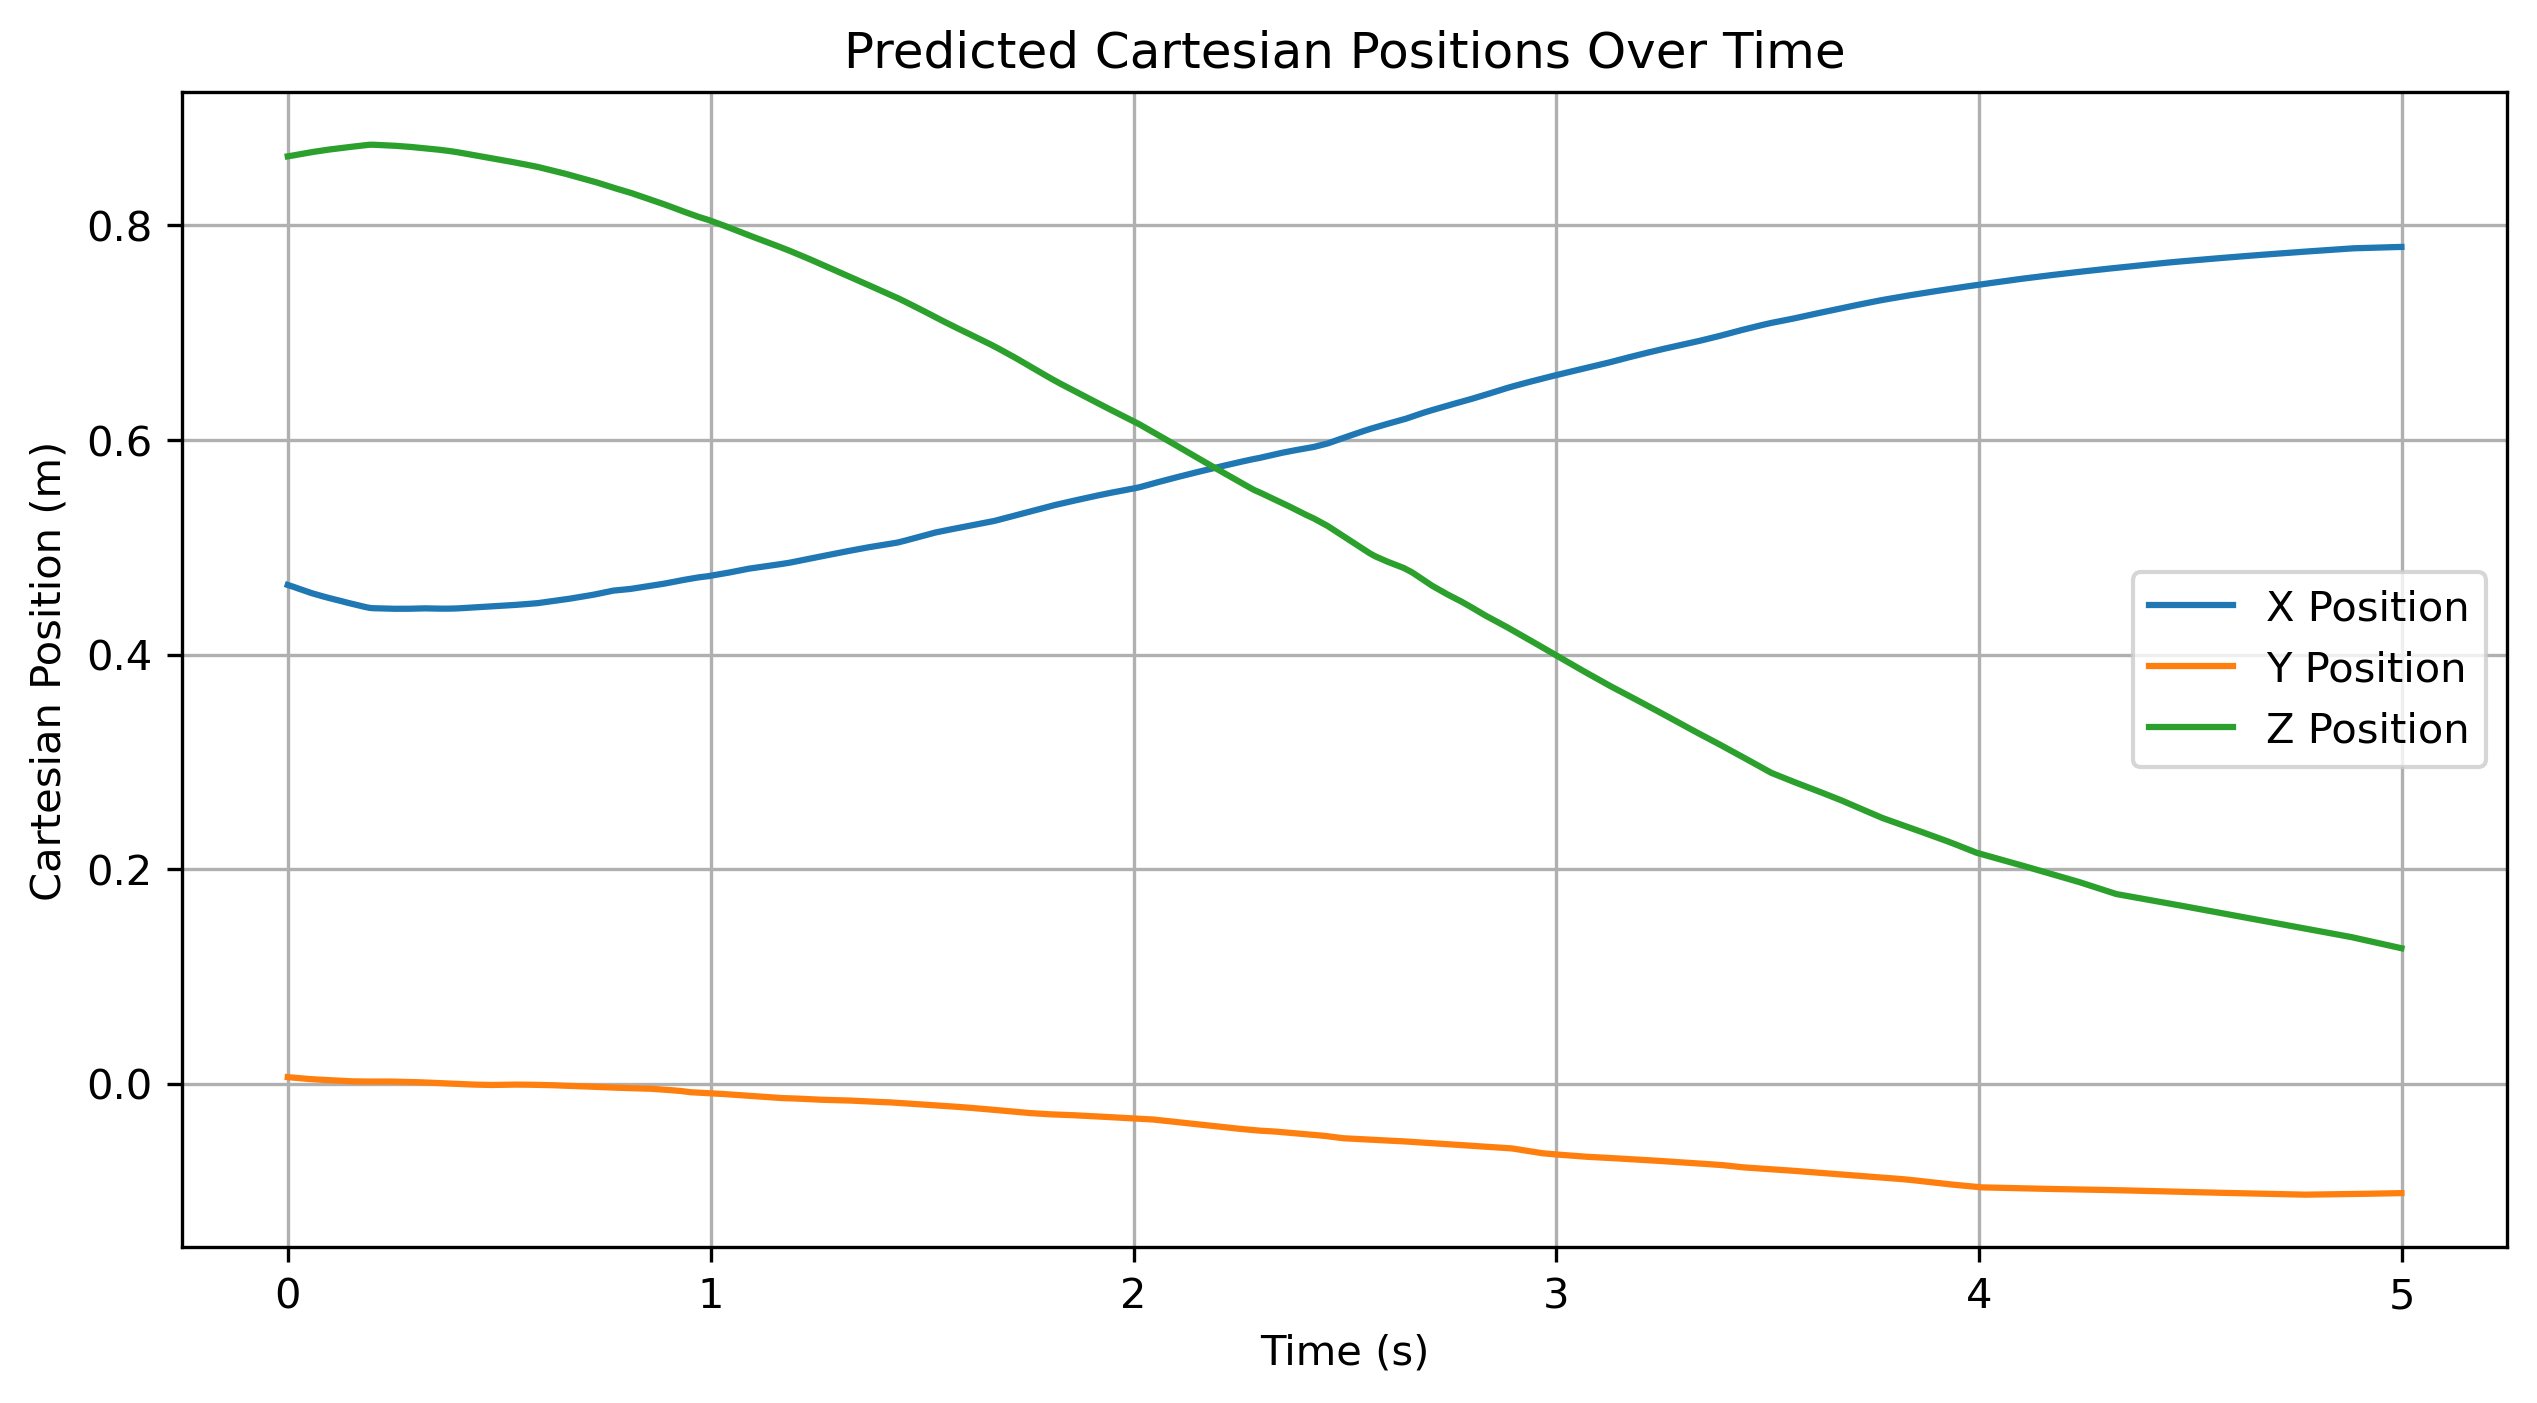 Predicted Cartesian Positions Over Time
Cartesian Position (m)
0.8
0.6
0.4
0.2
0.0
X Position
Y Position
Z Position
0 1 2 3 4 5
Time (s)